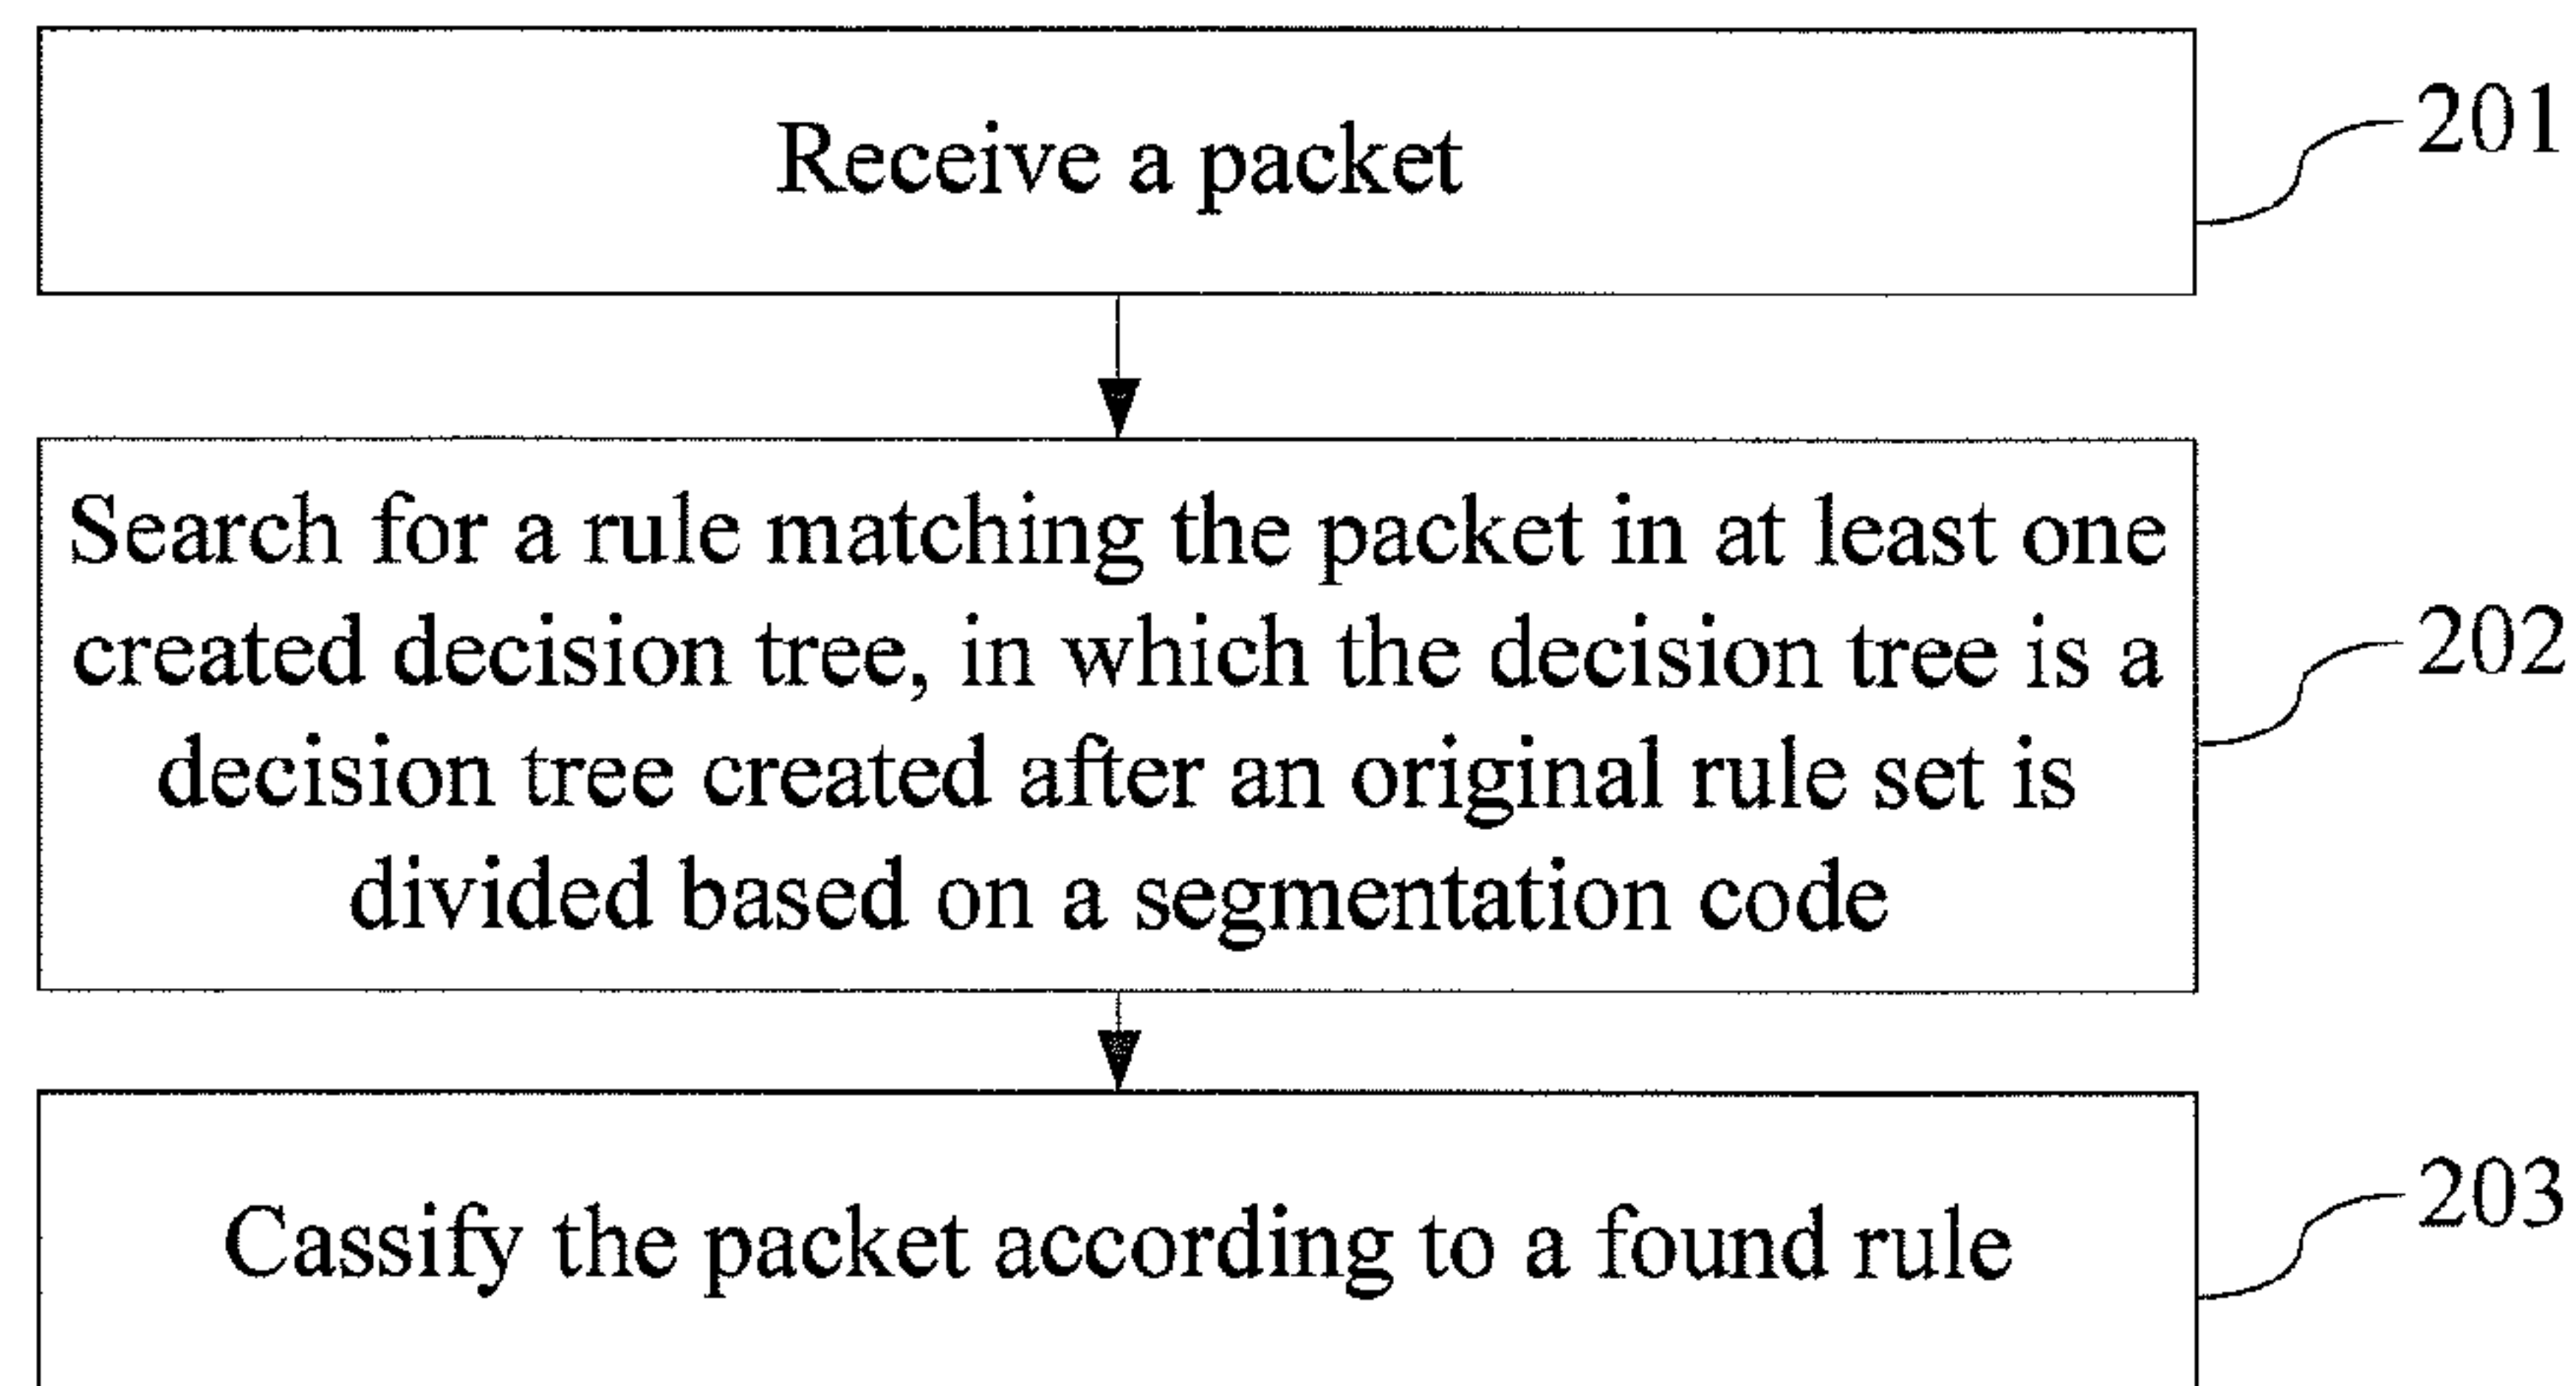 Receive a packet
201
Search for a rule matching the packet in at least one
created decision tree, in which the decision tree is a
decision tree created after an original rule set is
divided based on a segmentation code
202
Cassify the packet according to a found rule
203